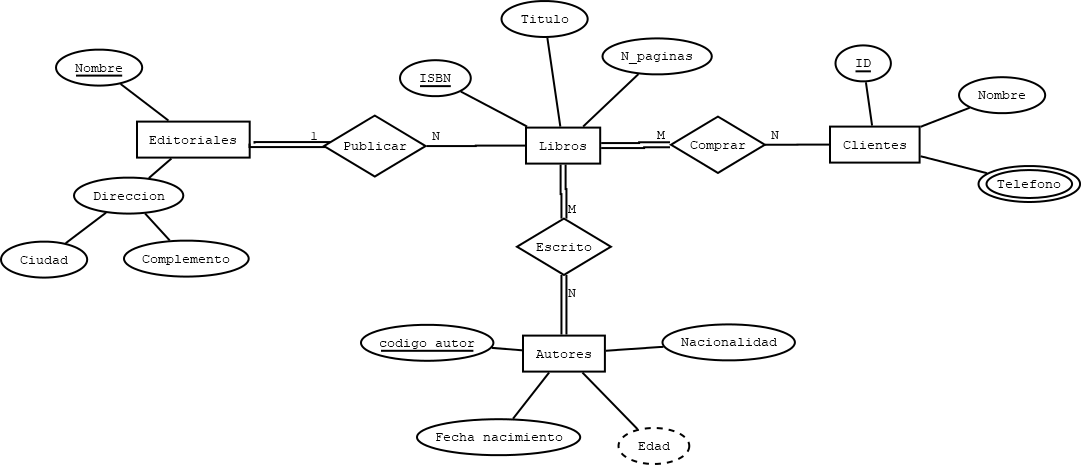 Titulo
Nombre
ISBN
N_paginas
ID
Nombre
Editoriales
1
Publicar
N
Libros
M
Comprar
N
Clientes
Telefono
Direccion
M
Ciudad
Complemento
Escrito
N
codigo autor
Autores
Nacionalidad
Fecha nacimiento
Edad